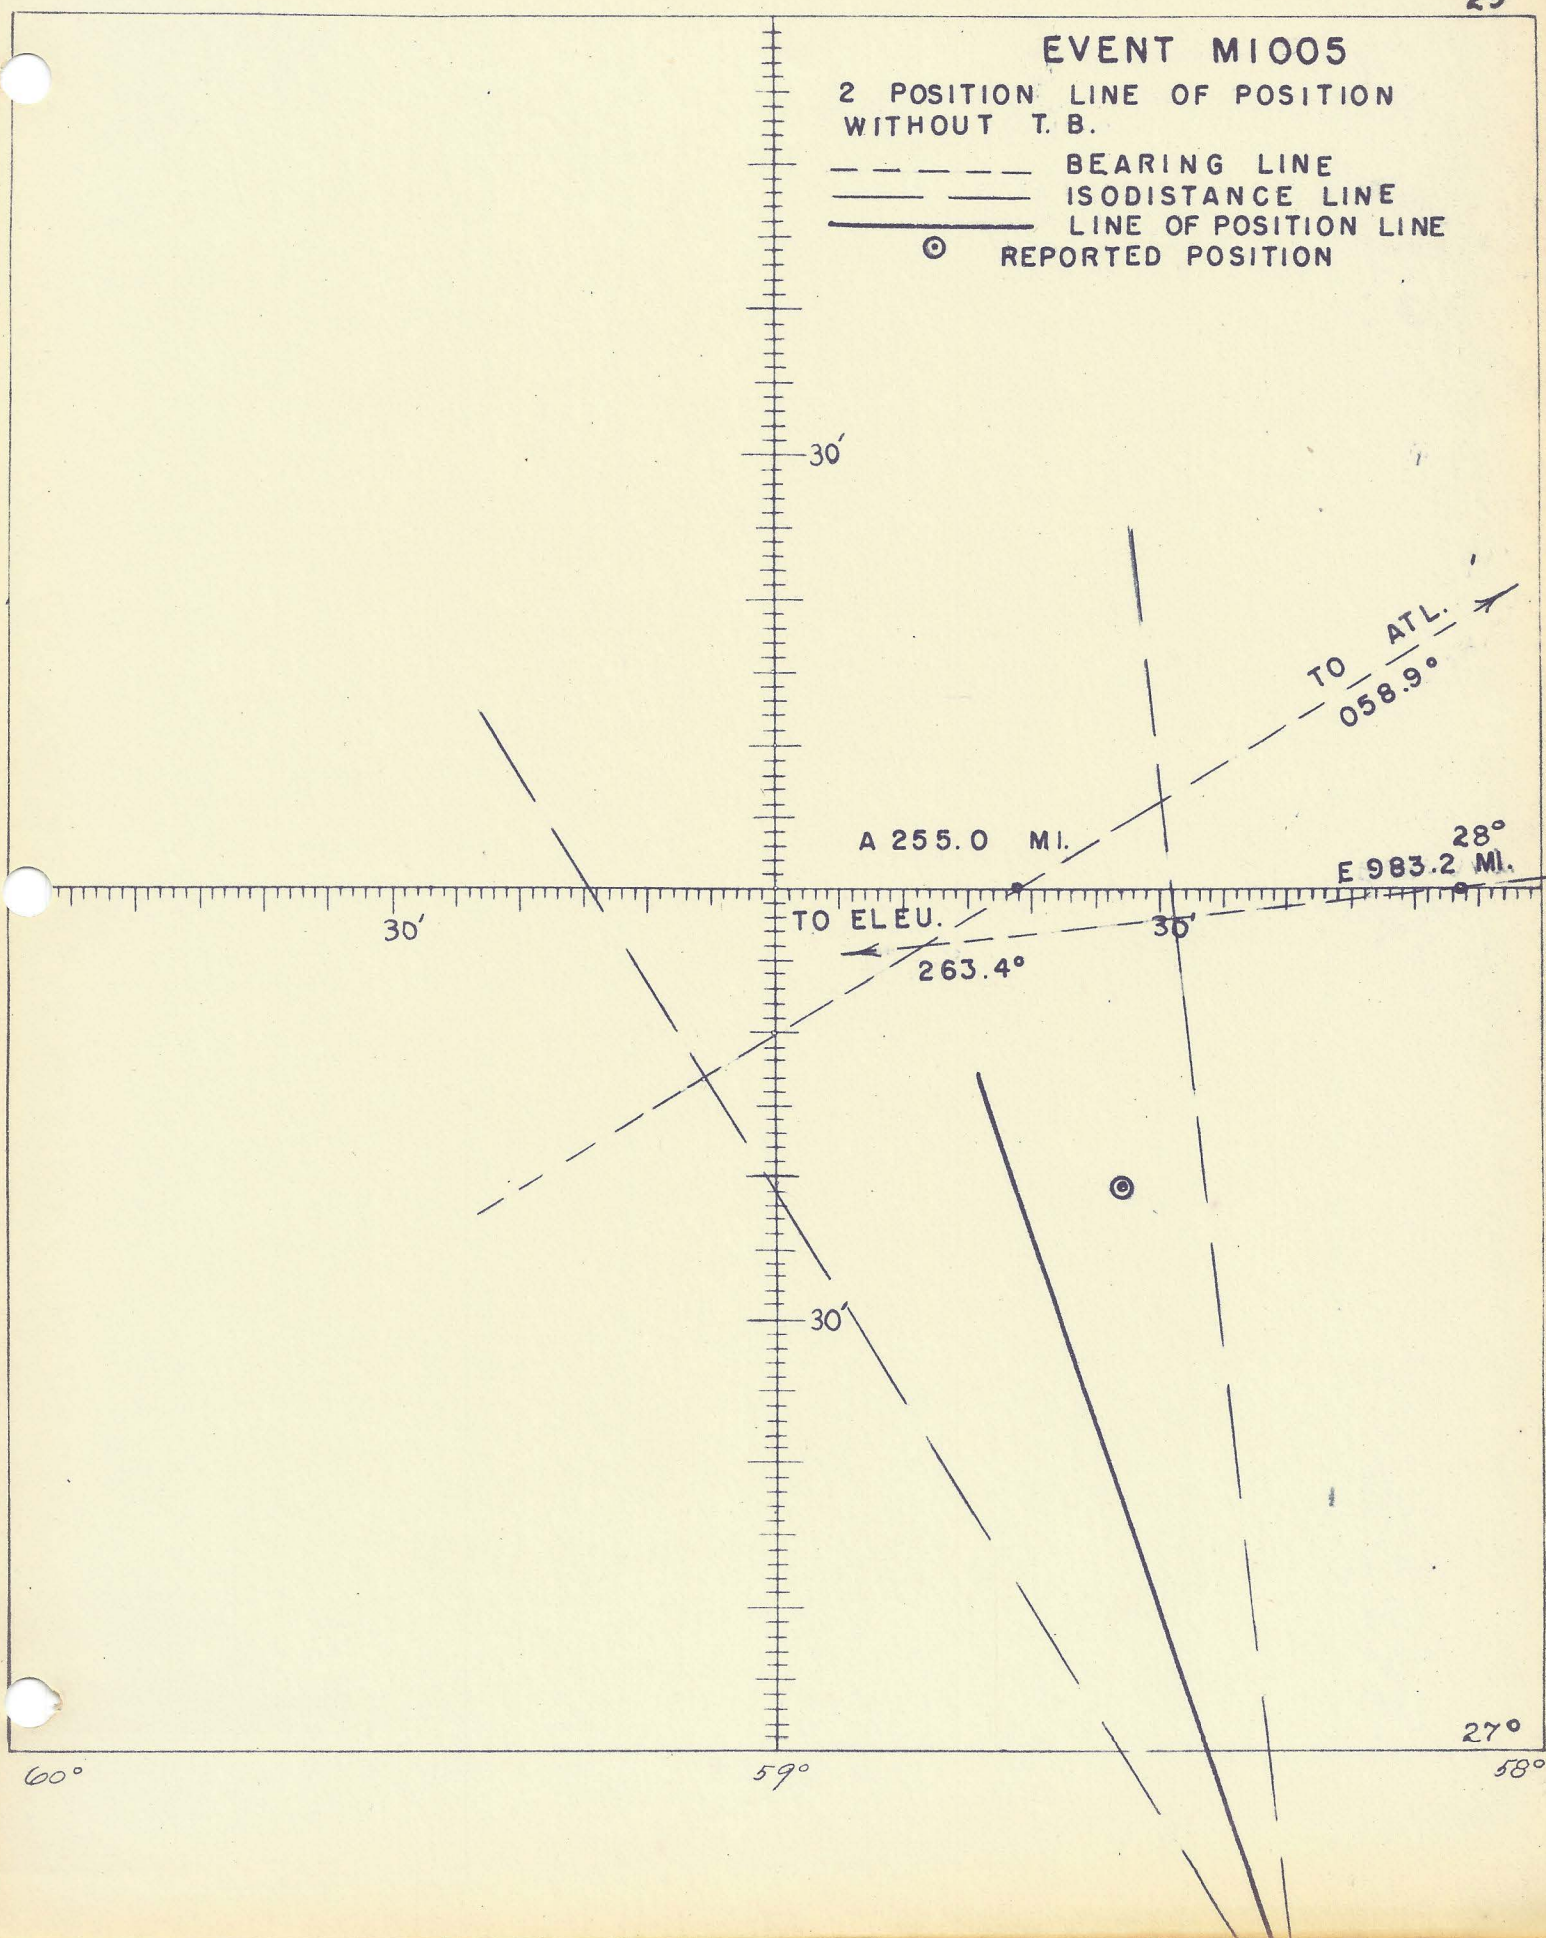 EVENT M1005
2 POSITION LINE OF POSITION
WITHOUT T. B.
BEARING LINE
ISODISTANCE LINE
LINE OF POSITION LINE
REPORTED POSITION
30'
TO ATL.
058.9°
A 255.0 MI.
28°
E 983.2 MI.
30'
TO ELEU.
30'
263.4°
30'
27°
60°
59°
58°